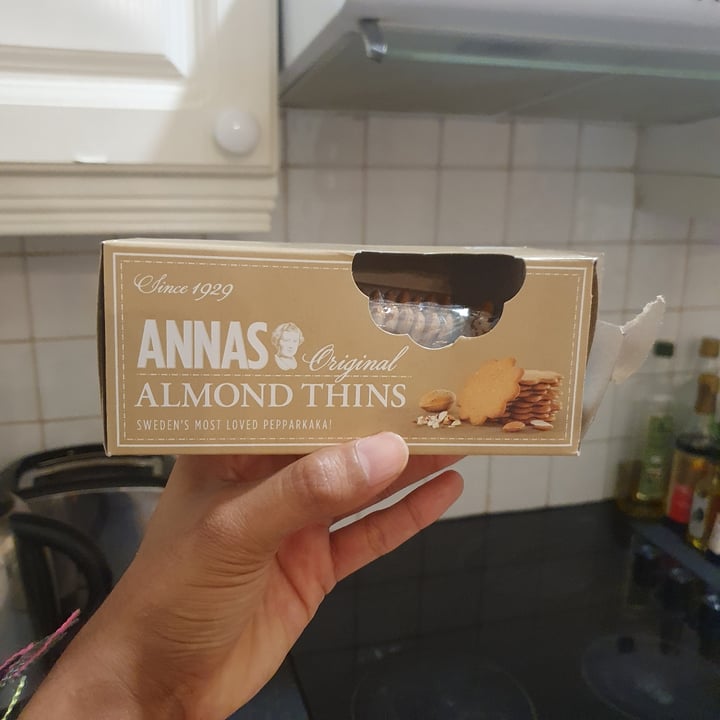 Since 1929
ANNAS Original
ALMOND THINS
SWEDEN'S MOST LOVED PEPPARKAKA!